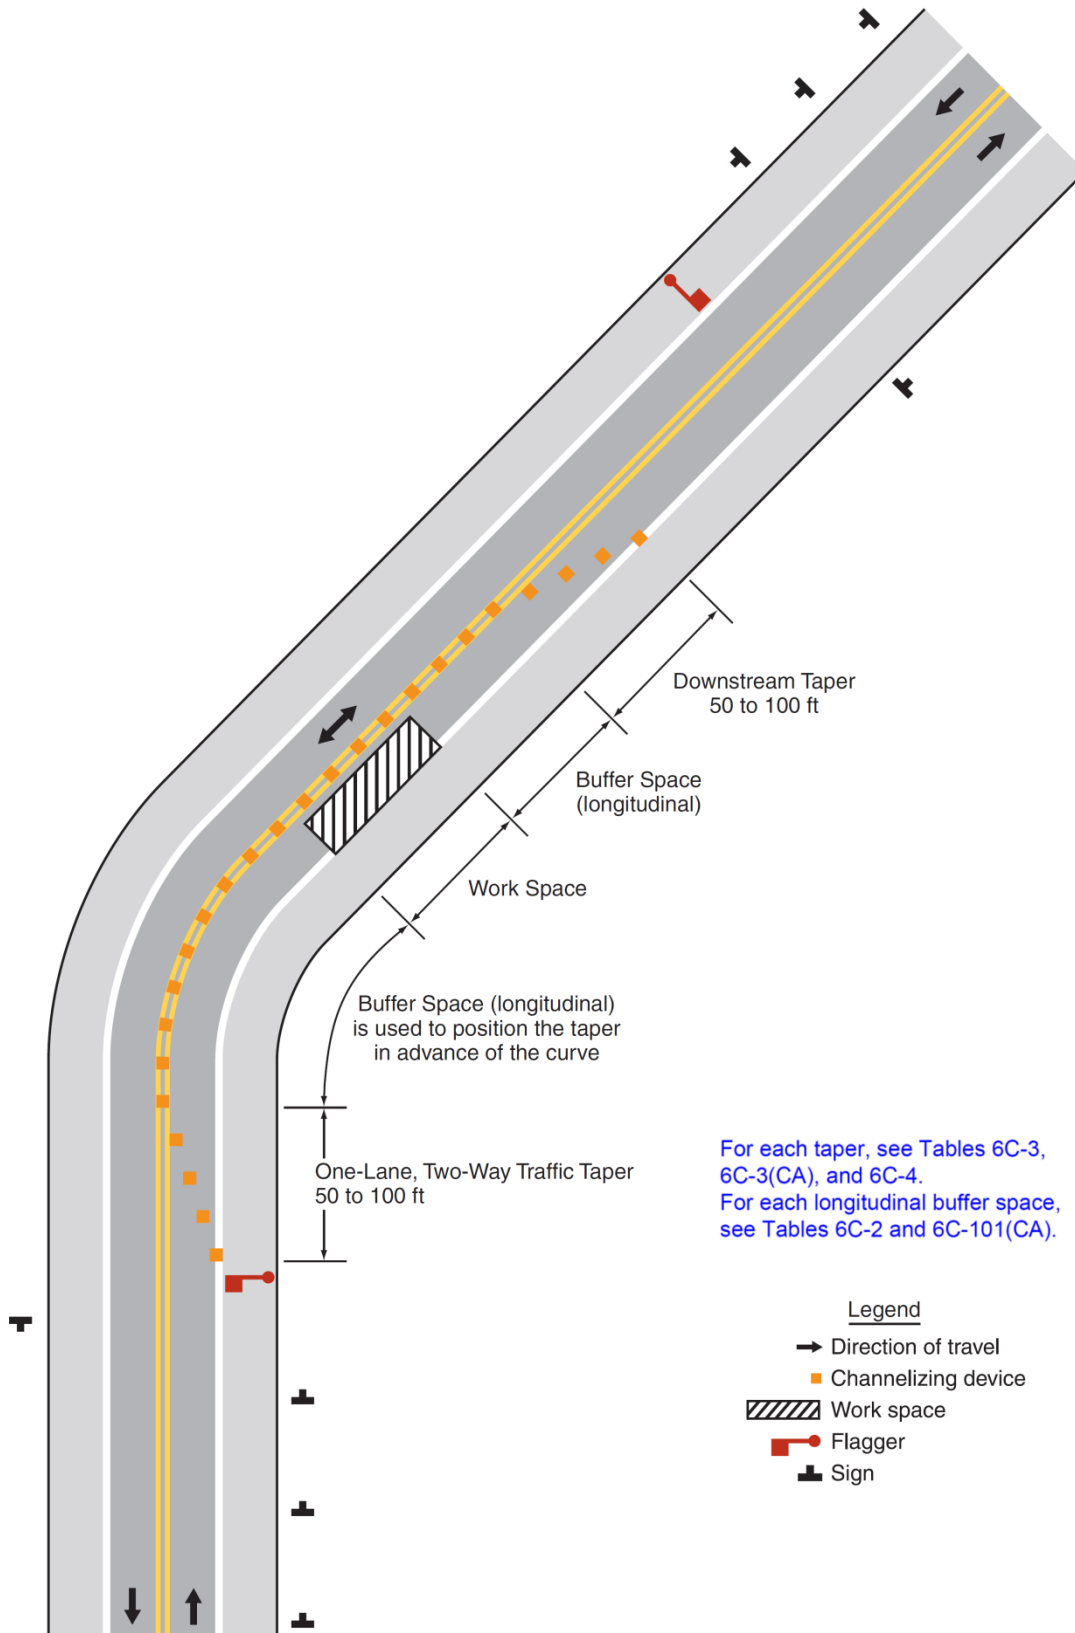 Downstream Taper
50 to 100 ft
Buffer Space
(longitudinal)
Work Space
Buffer Space (longitudinal)
is used to position the taper
in advance of the curve
One-Lane, Two-Way Traffic Taper
50 to 100 ft
For each taper, see Tables 6C-3,
6C-3(CA), and 6C-4.
For each longitudinal buffer space,
see Tables 6C-2 and 6C-101(CA).
Legend
Direction of travel
Channelizing device
Work space
Flagger
Sign